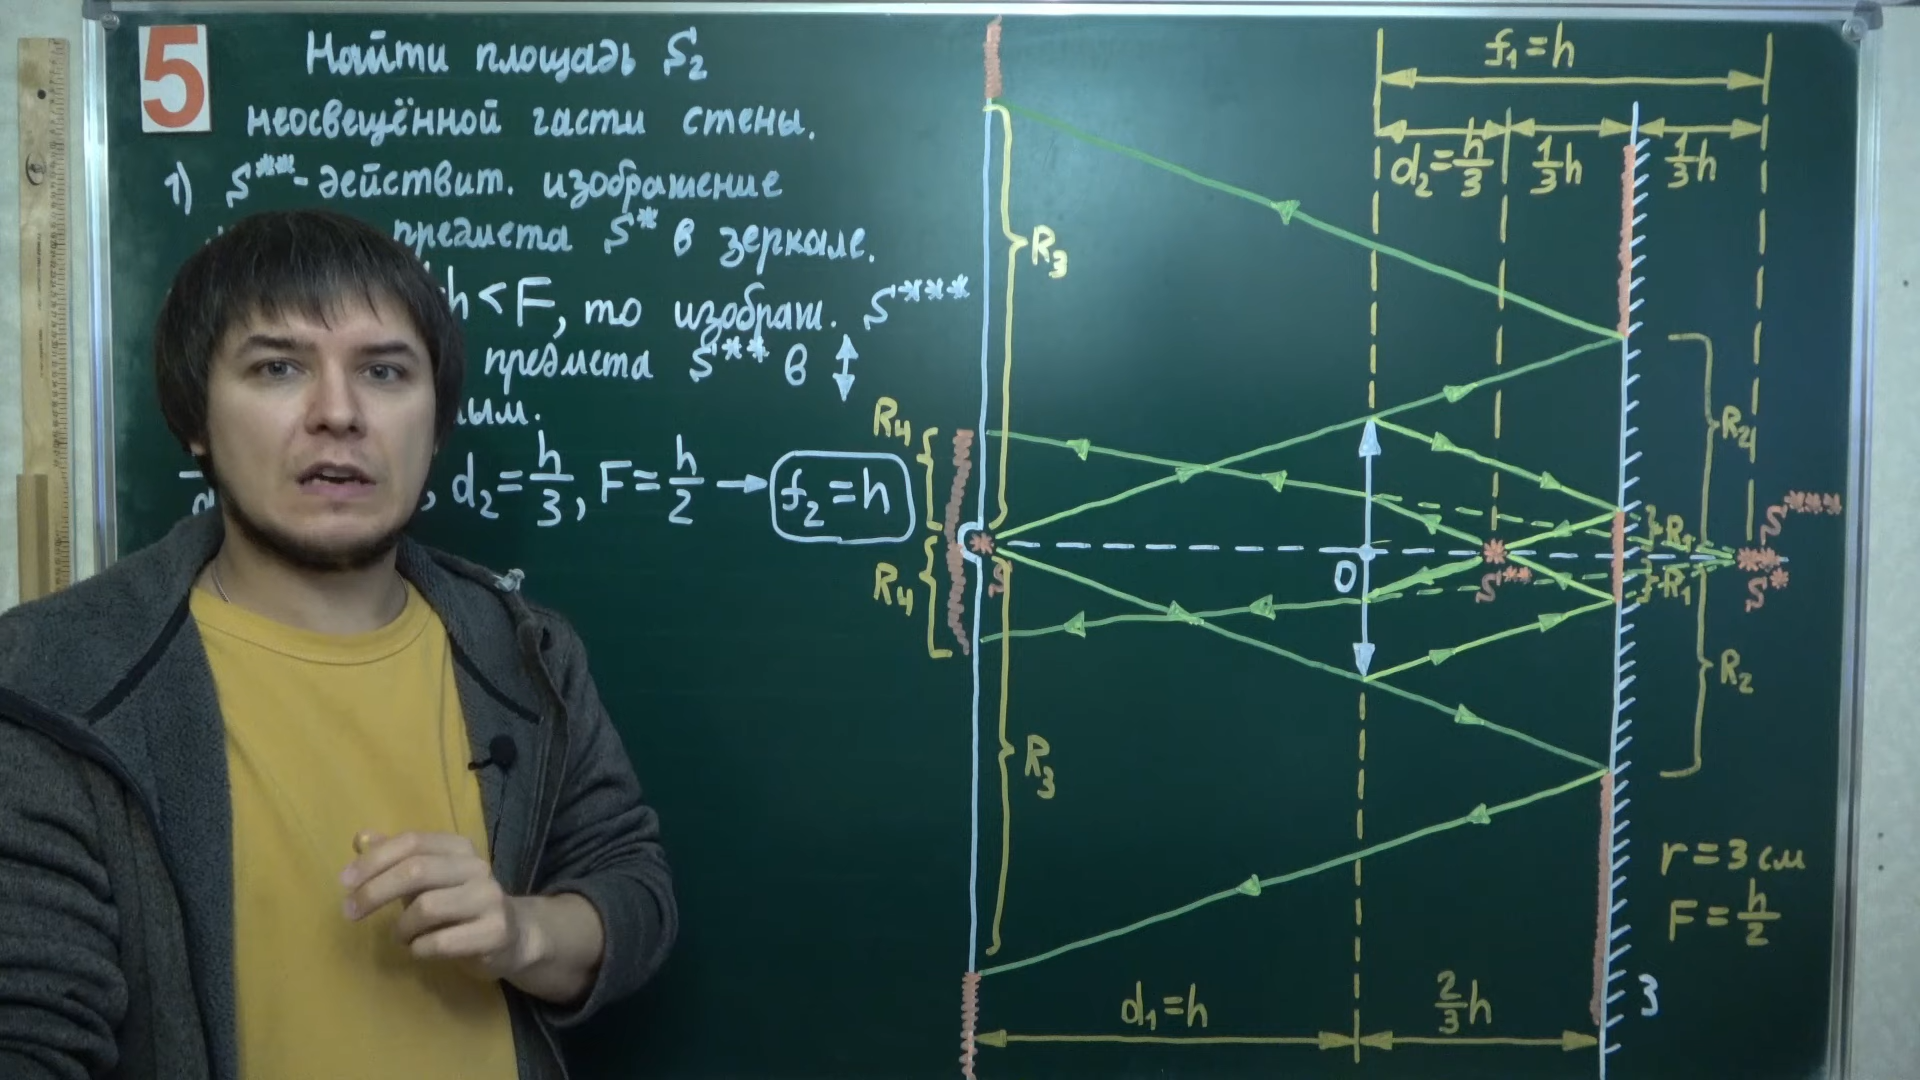 5
Найти площадь S₂
неосвещённой части стены.
1) S**-действит. изображение
предмета S* в зеркале.
h < F, то изображ. S***
предмета S** в ↕
ым.
, d₂ = h/3, F = h/2 → f₂ = h
f₁ = h
d₂ = h/3
1/3 h
1/3 h
R₃
R₄
R₂
R₁
S***
S
O
S**
S*
R₄
R₁
R₂
R₃
r = 3 см
F = h/2
d₁ = h
2/3 h
З